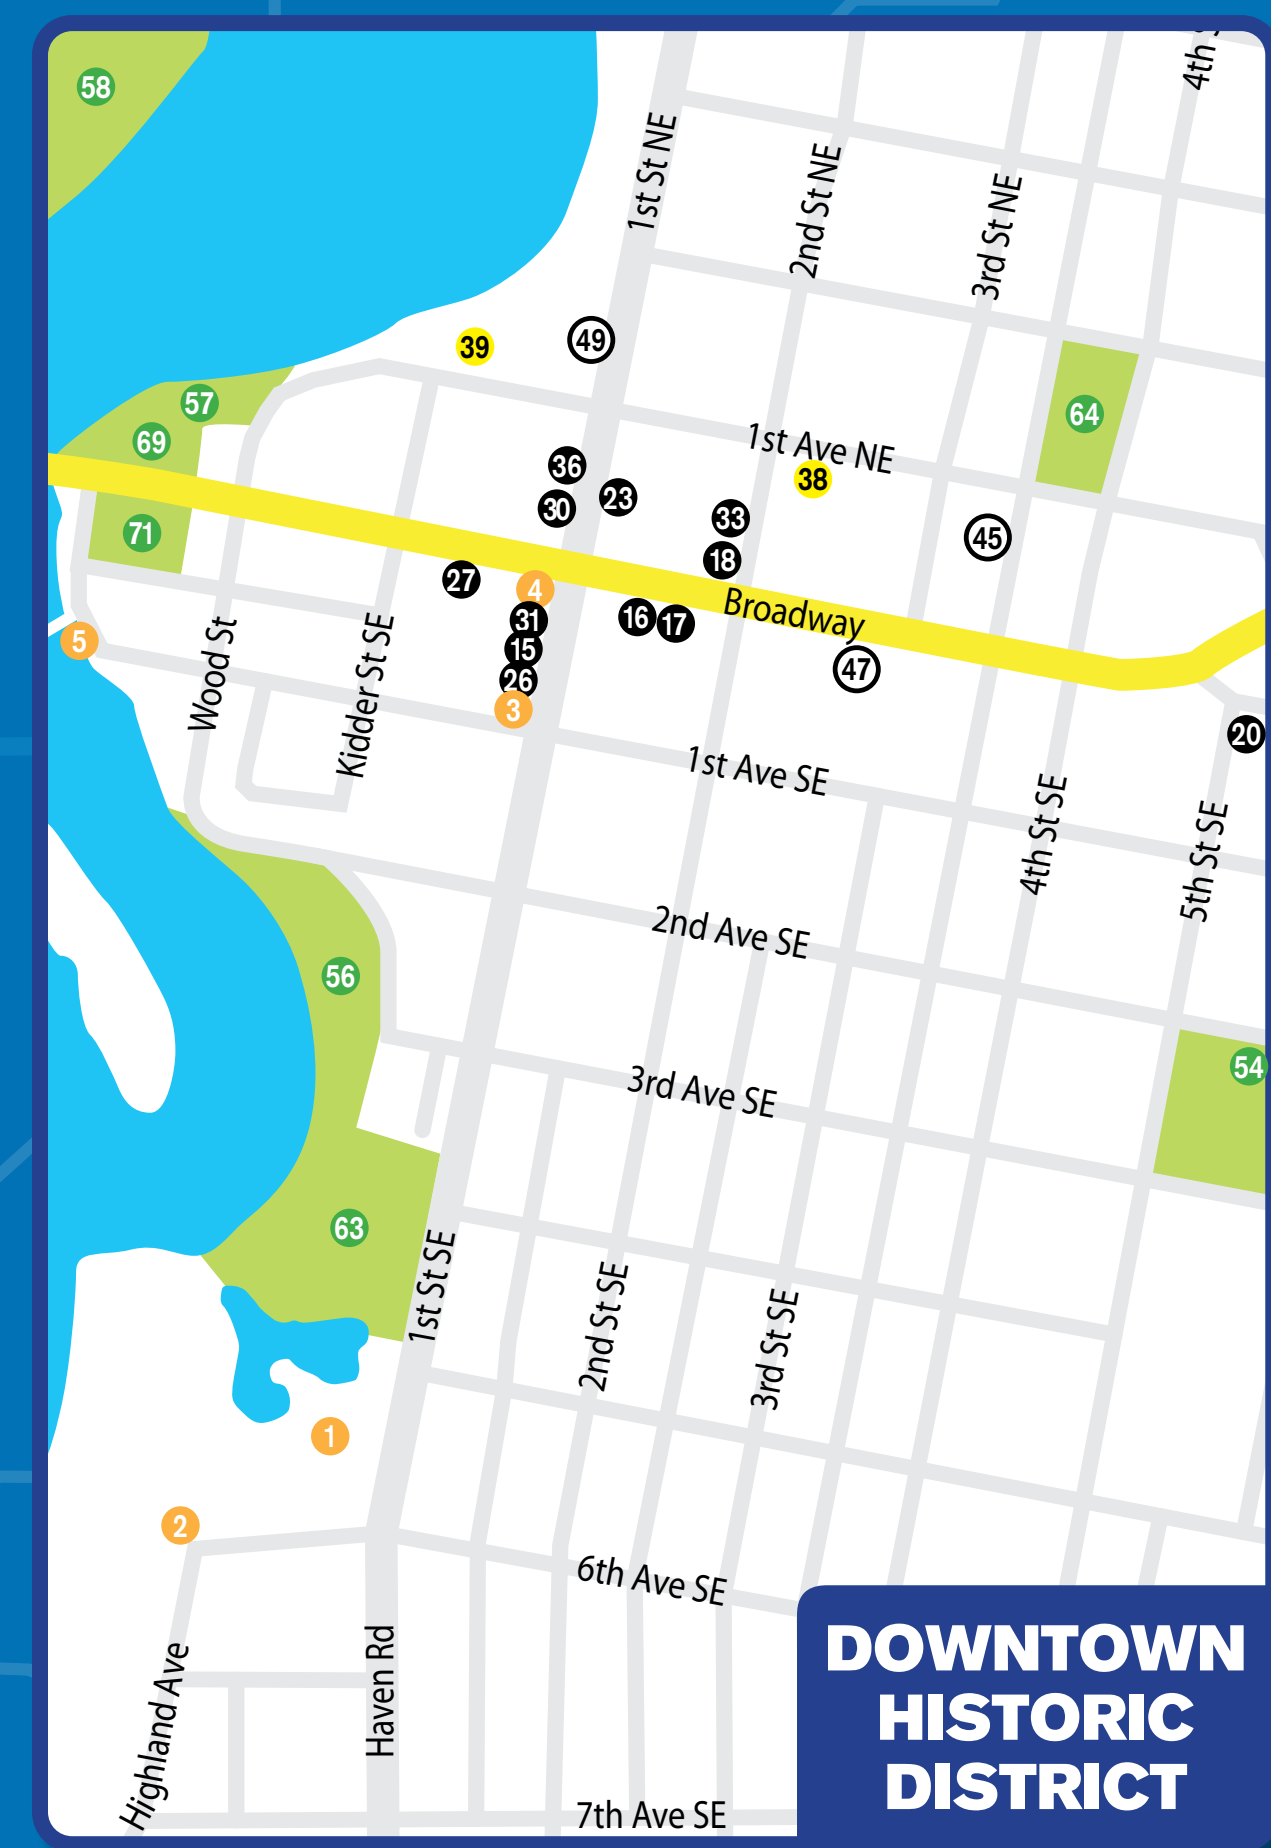 58
4th
1st St NE
2nd St NE
3rd St NE
39
49
57
69
64
1st Ave NE
38
36
30
23
33
18
45
71
27
4
31
15
26
3
16
17
Broadway
47
5
Wood St
Kidder St SE
20
1st Ave SE
4th St SE
5th St SE
2nd Ave SE
56
54
3rd Ave SE
63
1st St SE
2nd St SE
3rd St SE
1
2
6th Ave SE
Highland Ave
Haven Rd
7th Ave SE
DOWNTOWN
HISTORIC
DISTRICT